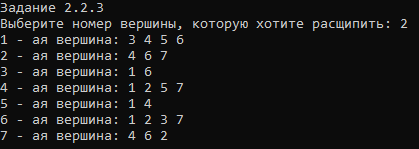 Задание 2.2.3
Выберите номер вершины, которую хотите расщипить: 2
1 - ая вершина: 3 4 5 6
2 - ая вершина: 4 6 7
3 - ая вершина: 1 6
4 - ая вершина: 1 2 5 7
5 - ая вершина: 1 4
6 - ая вершина: 1 2 3 7
7 - ая вершина: 4 6 2